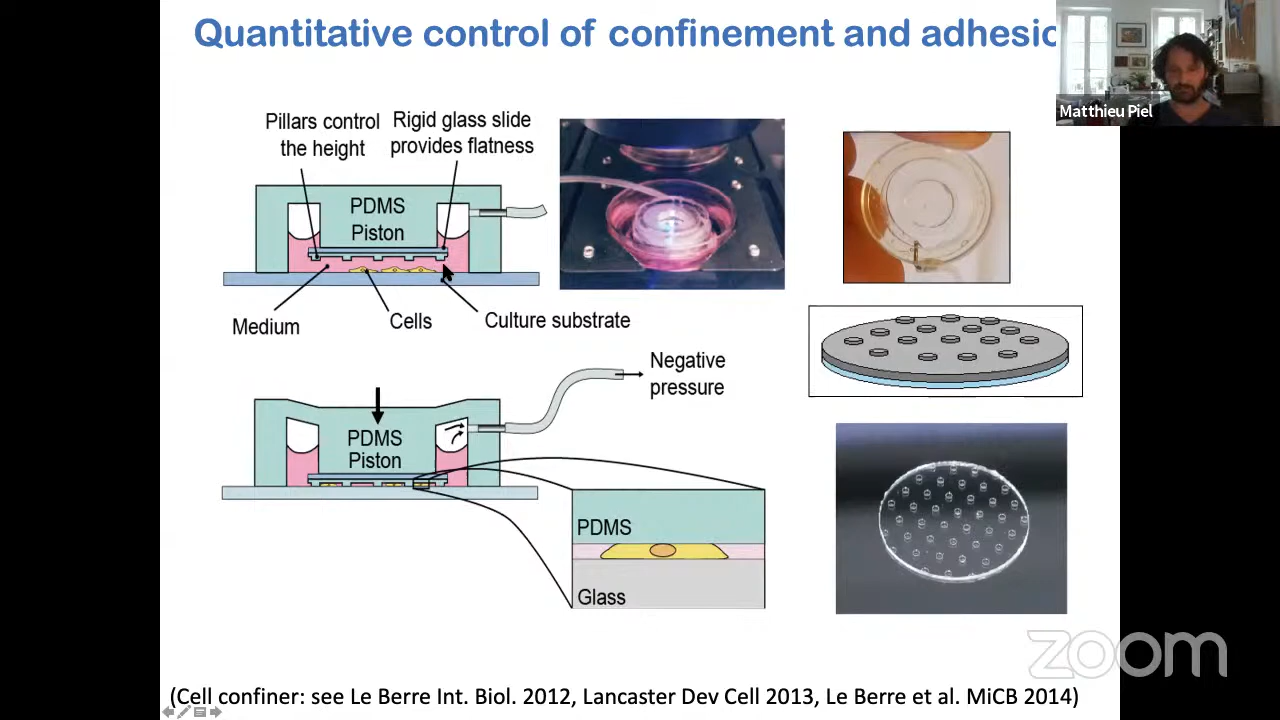 Quantitative control of confinement and adhesio
Matthieu Piel
Pillars control
the height
Rigid glass slide
provides flatness
PDMS
Piston
Medium
Cells
Culture substrate
Negative
pressure
PDMS
Piston
PDMS
Glass
zoom
(Cell confiner: see Le Berre Int. Biol. 2012, Lancaster Dev Cell 2013, Le Berre et al. MiCB 2014)